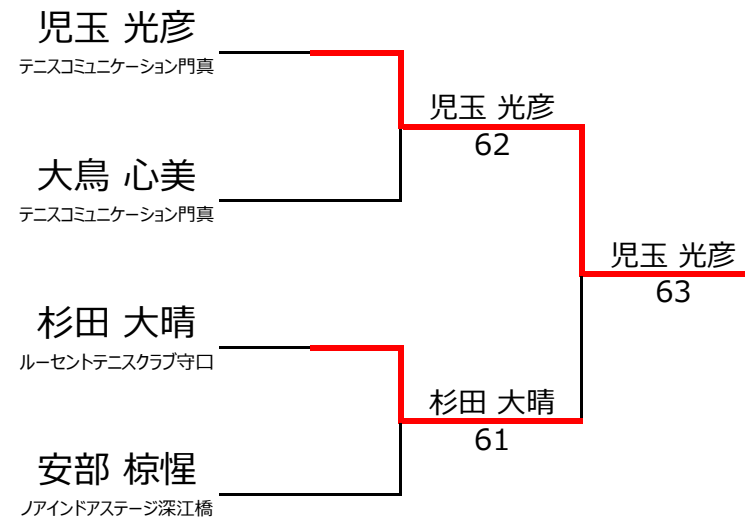 児玉 光彦
テニスコミュニケーション門真
児玉 光彦
62
大鳥 心美
テニスコミュニケーション門真
児玉 光彦
63
杉田 大晴
ルーセントテニスクラブ守口
杉田 大晴
61
安部 椋惺
ノアインドアステージ深江橋